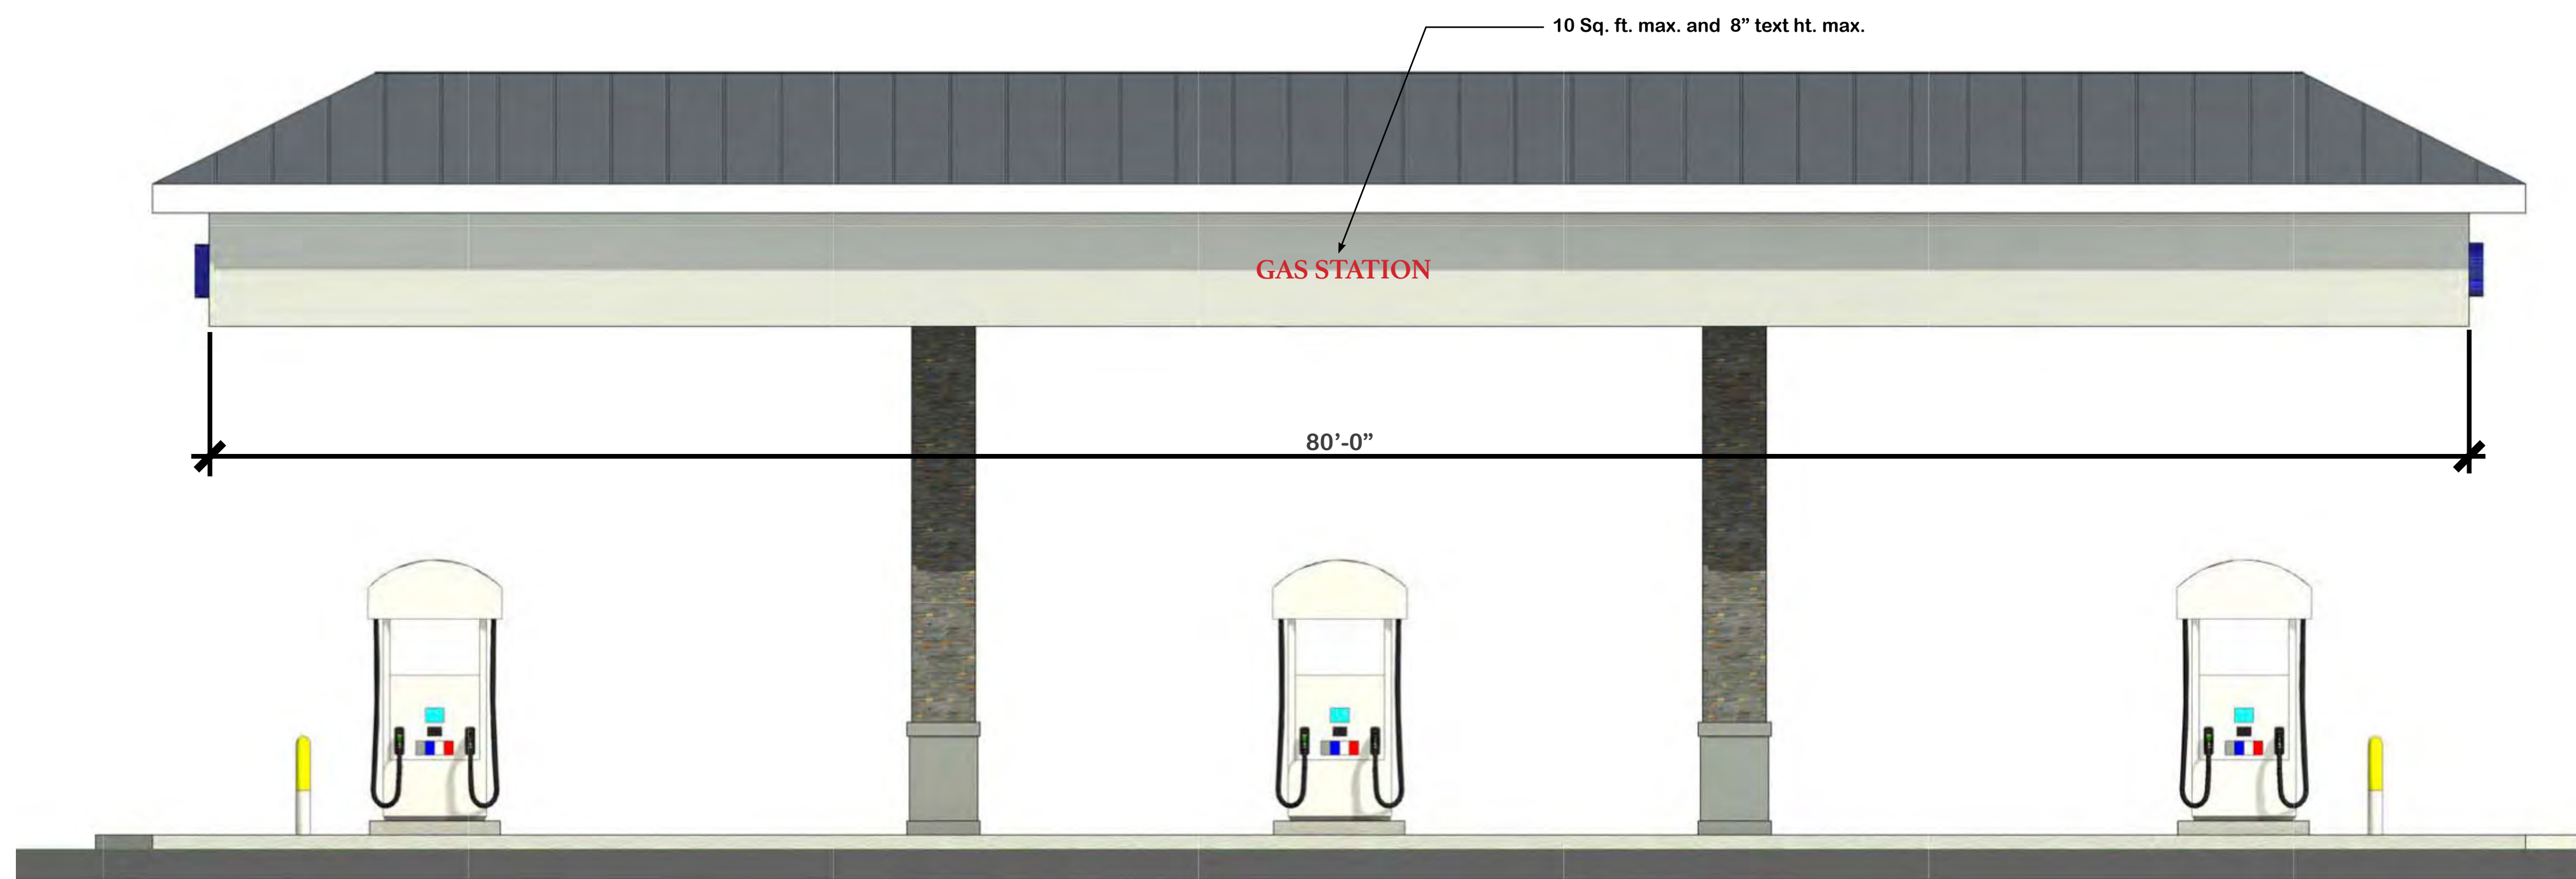 10 Sq. ft. max. and 8” text ht. max.
GAS STATION
80’-0”